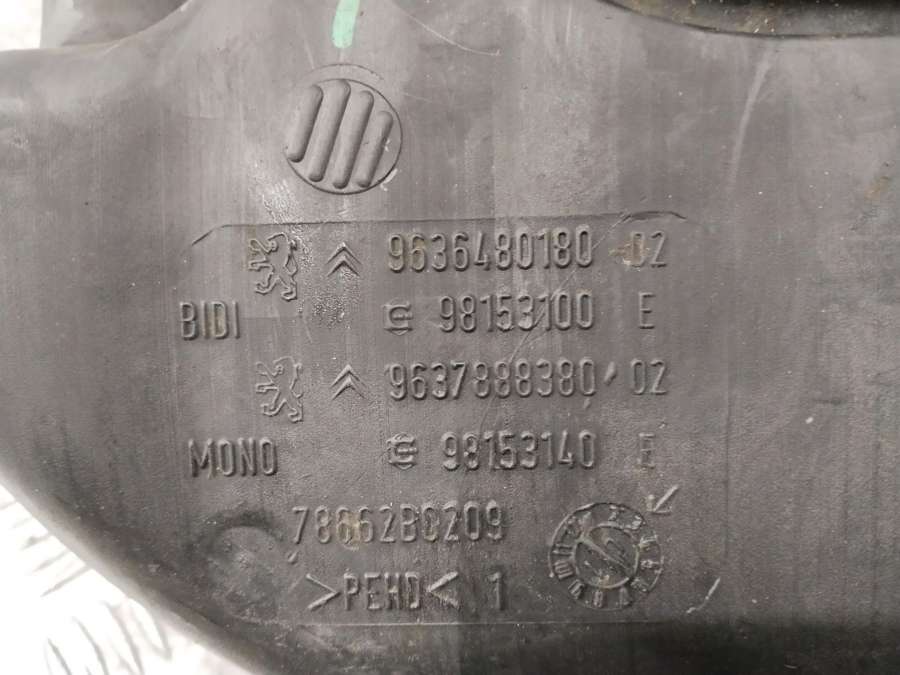 9636480180 02
BIDI 98153100 E
9637888380 02
MONO 98153140 E
78662BC209
>PEHD< 1